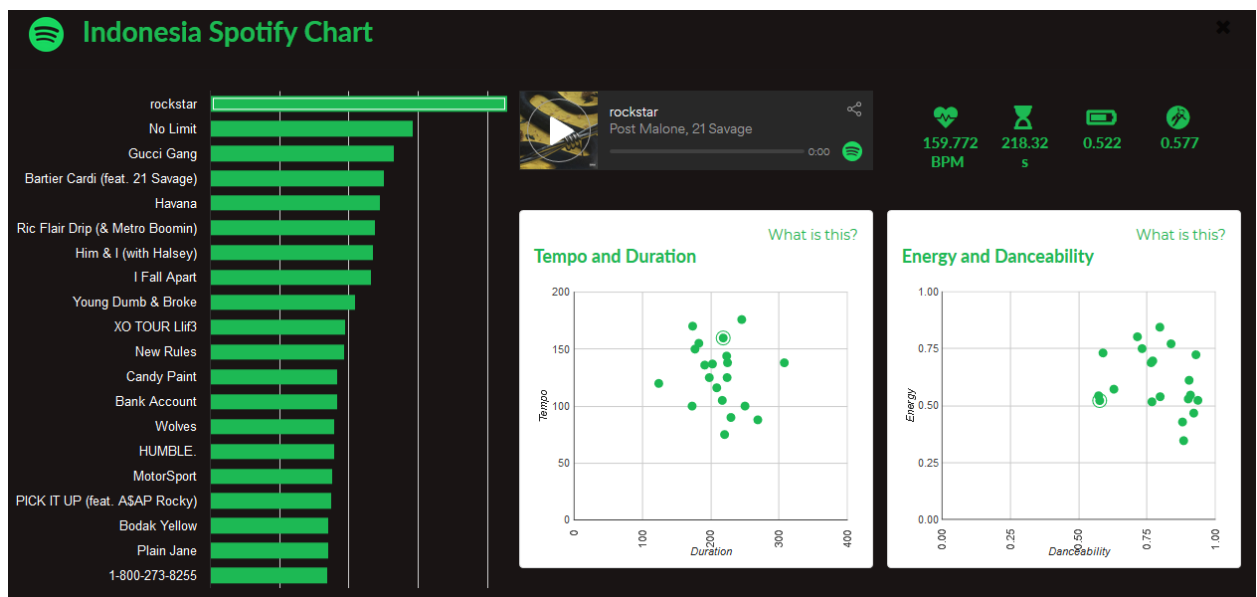 Indonesia Spotify Chart
rockstar
No Limit
Gucci Gang
Bartier Cardi (feat. 21 Savage)
Havana
Ric Flair Drip (& Metro Boomin)
Him & I (with Halsey)
I Fall Apart
Young Dumb & Broke
XO TOUR Llif3
New Rules
Candy Paint
Bank Account
Wolves
HUMBLE.
MotorSport
PICK IT UP (feat. A$AP Rocky)
Bodak Yellow
Plain Jane
1-800-273-8255
rockstar
Post Malone, 21 Savage
0:00
159.772
BPM
218.32
s
0.522
0.577
What is this?
Tempo and Duration
200
150
100
50
0
Tempo
0
100
200
300
400
Duration
What is this?
Energy and Danceability
1.00
0.75
0.50
0.25
0.00
Energy
0.00
0.25
0.50
0.75
1.00
Danceability